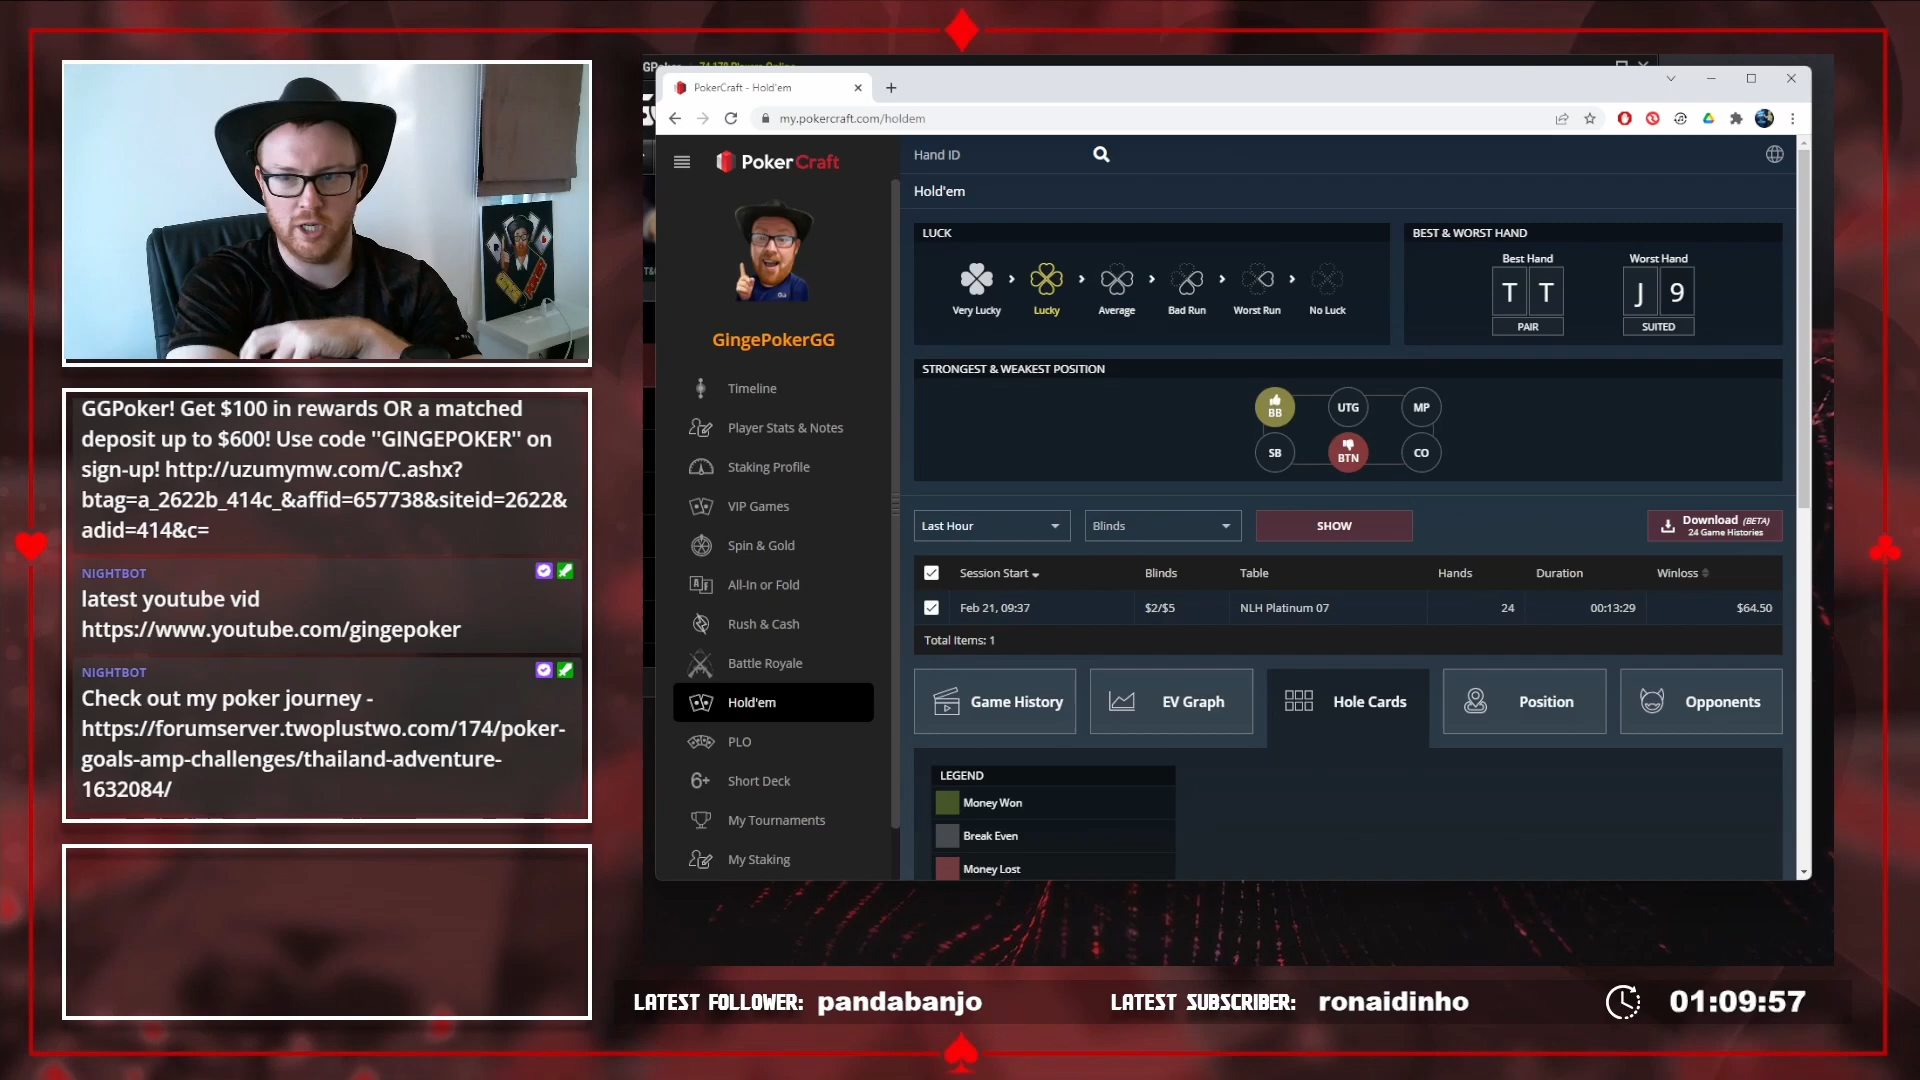 GGPoker! Get $100 in rewards OR a matched
deposit up to $600! Use code "GINGEPOKER" on
sign-up! http://uzumymw.com/C.ashx?
btag=a_2622b_414c_&affid=657738&siteid=2622&
adid=414&c=
NIGHTBOT
latest youtube vid
https://www.youtube.com/gingepoker
NIGHTBOT
Check out my poker journey -
https://forumserver.twoplustwo.com/174/poker-
goals-amp-challenges/thailand-adventure-
1632084/
PokerCraft - Hold'em
my.pokercraft.com/holdem
PokerCraft
GingePokerGG
Timeline
Player Stats & Notes
Staking Profile
VIP Games
Spin & Gold
All-In or Fold
Rush & Cash
Battle Royale
Hold'em
PLO
6+ Short Deck
My Tournaments
My Staking
Hand ID
Hold'em
LUCK
Very Lucky
Lucky
Average
Bad Run
Worst Run
No Luck
BEST & WORST HAND
Best Hand
T T
PAIR
Worst Hand
J 9
SUITED
STRONGEST & WEAKEST POSITION
BB UTG MP
SB BTN CO
Last Hour
Blinds
SHOW
Download (BETA)
24 Game Histories
Session Start Blinds Table Hands Duration Winloss
Feb 21, 09:37 $2/$5 NLH Platinum 07 24 00:13:29 $64.50
Total Items: 1
Game History
EV Graph
Hole Cards
Position
Opponents
LEGEND
Money Won
Break Even
Money Lost
LATEST FOLLOWER: pandabanjo
LATEST SUBSCRIBER: ronaidinho
01:09:57